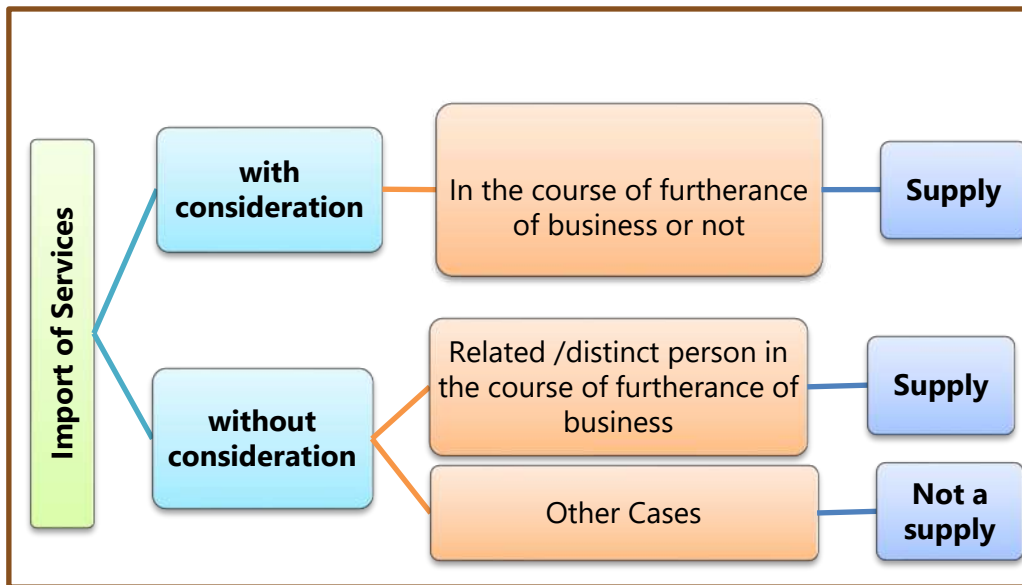 Import of Services
with
consideration
In the course of furtherance
of business or not
Supply
without
consideration
Related /distinct person in
the course of furtherance of
business
Supply
Other Cases
Not a
supply